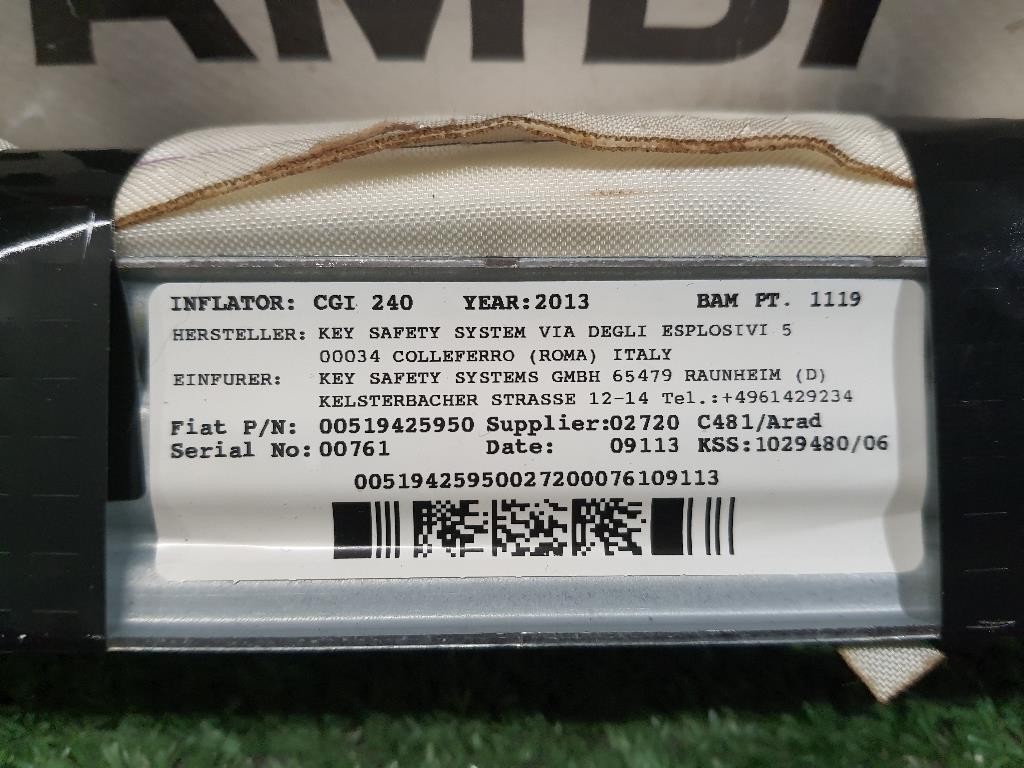 INFLATOR: CGI 240 YEAR:2013 BAM PT. 1119
HERSTELLER: KEY SAFETY SYSTEM VIA DEGLI ESPLOSIVI 5
00034 COLLEFERRO (ROMA) ITALY
EINFURER: KEY SAFETY SYSTEMS GMBH 65479 RAUNHEIM (D)
KELSTERBACHER STRASSE 12-14 Tel.:+4961429234
Fiat P/N: 00519425950 Supplier:02720 C481/Arad
Serial No: 00761 Date: 09113 KSS:1029480/06
00519425950027200076109113